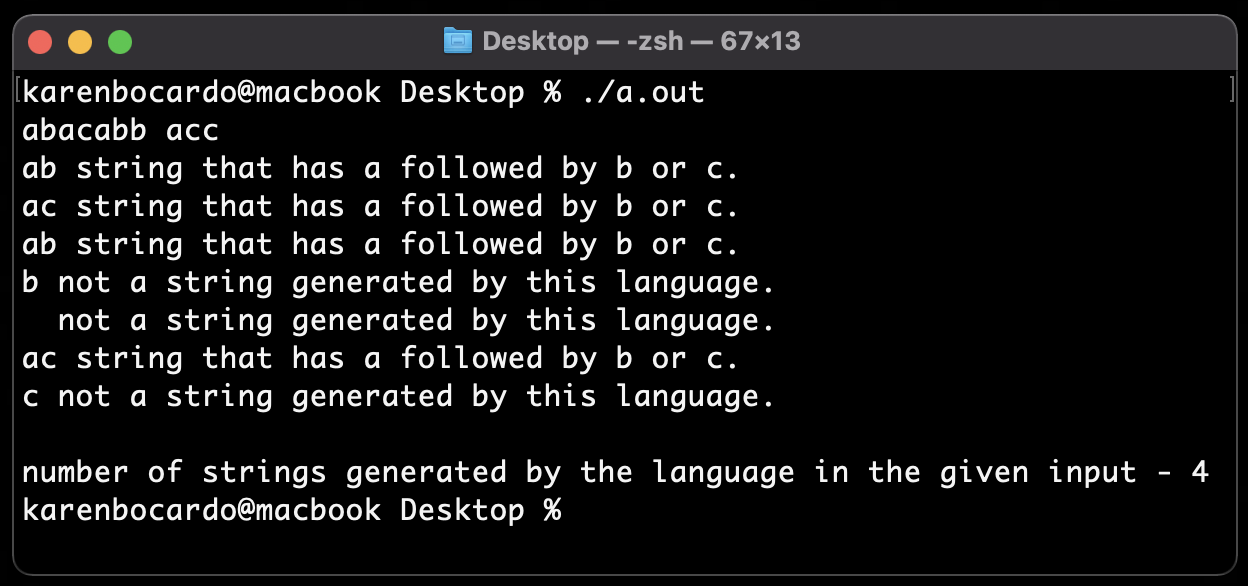 Desktop — -zsh — 67×13
[karenbocardo@macbook Desktop % ./a.out ]
abacabb acc
ab string that has a followed by b or c.
ac string that has a followed by b or c.
ab string that has a followed by b or c.
b not a string generated by this language.
  not a string generated by this language.
ac string that has a followed by b or c.
c not a string generated by this language.

number of strings generated by the language in the given input - 4
karenbocardo@macbook Desktop %